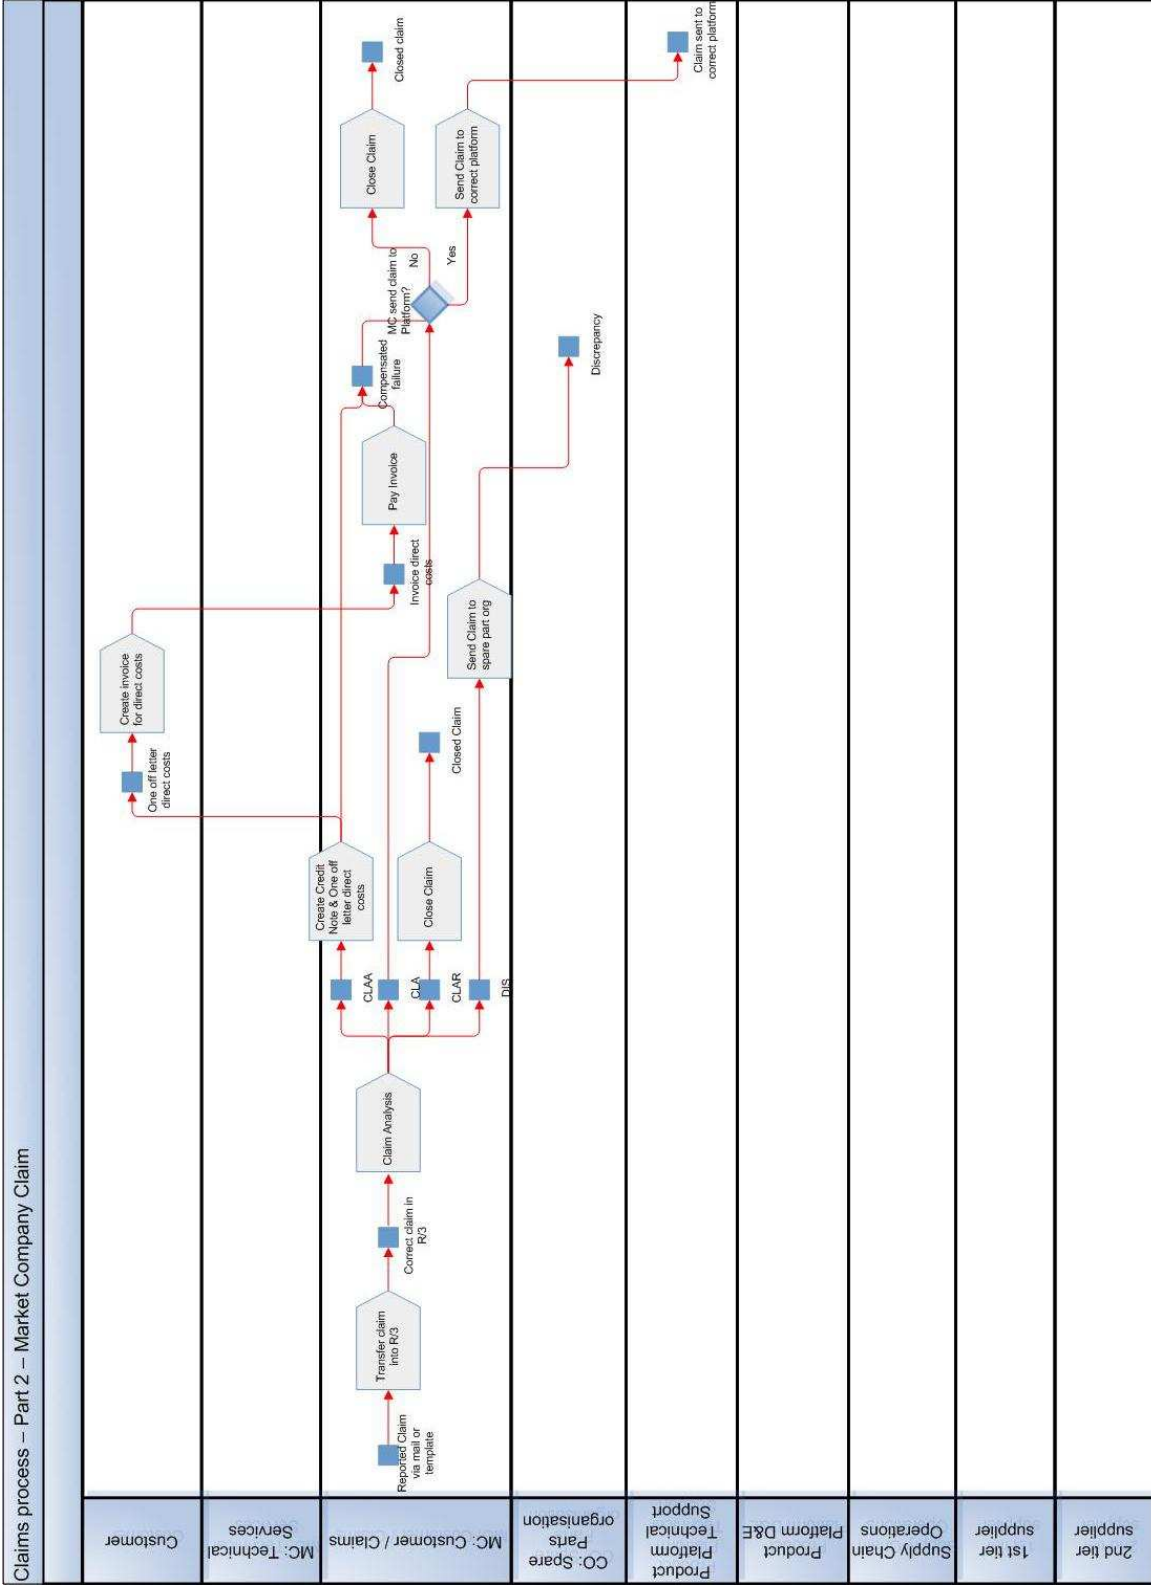 Claims process – Part 2 – Market Company Claim
Customer
MC: Technical
Services
MC: Customer / Claims
CO: Spare
Parts
organisation
Product
Platform
Technical
Support
Product
Platform D&E
Supply Chain
Operations
1st tier
supplier
2nd tier
supplier
Reported Claim
via mail or
template
Transfer claim
into R/3
Correct claim in
R/3
Claim Analysis
CLAA
CLA
CLAR
DIS
Create Credit
Note & One off
letter direct
costs
Close Claim
Closed Claim
One off letter
direct costs
Create invoice
for direct costs
Send Claim to
spare part org
Invoice direct
costs
Pay Invoice
Compensated
failure
Discrepancy
MC send claim to
Platform?
No
Yes
Close Claim
Closed claim
Send Claim to
correct platform
Claim sent to
correct platform